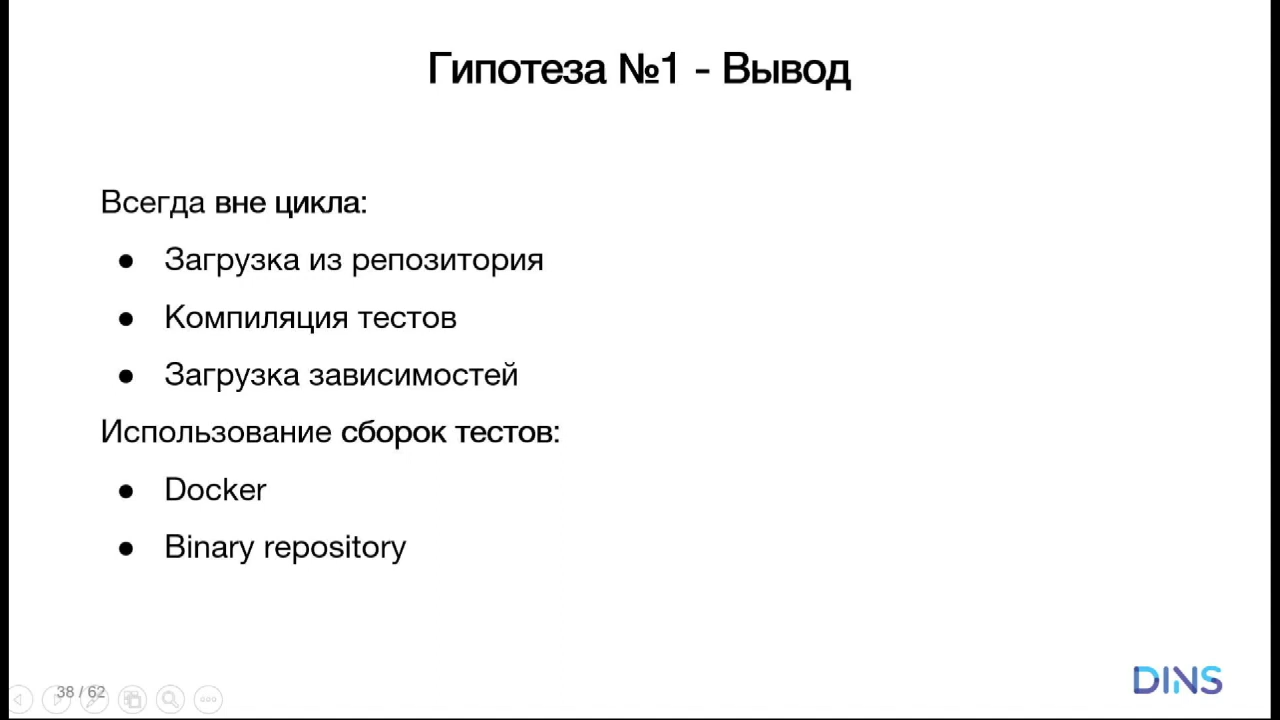 Гипотеза №1 - Вывод
Всегда вне цикла:
● Загрузка из репозитория
● Компиляция тестов
● Загрузка зависимостей
Использование сборок тестов:
● Docker
● Binary repository
38 / 62
DINS